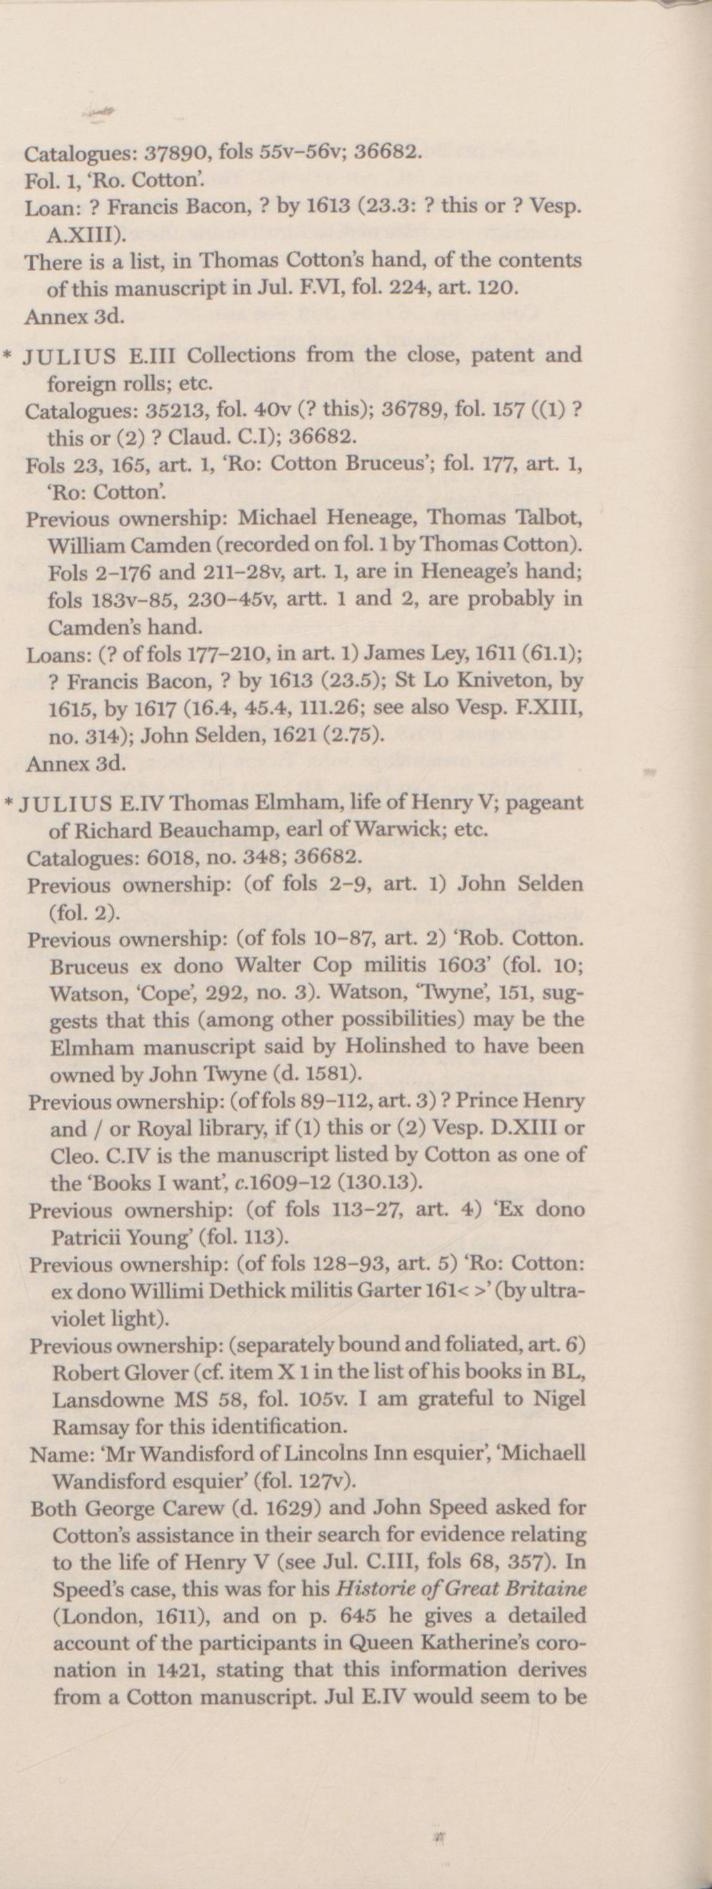 Catalogues: 37890, fols 55v–56v; 36682.
Fol. 1, ‘Ro. Cotton’.
Loan: ? Francis Bacon, ? by 1613 (23.3: ? this or ? Vesp.
A.XIII).
There is a list, in Thomas Cotton’s hand, of the contents
of this manuscript in Jul. F.VI, fol. 224, art. 120.
Annex 3d.
* JULIUS E.III Collections from the close, patent and
foreign rolls; etc.
Catalogues: 35213, fol. 40v (? this); 36789, fol. 157 ((1) ?
this or (2) ? Claud. C.I); 36682.
Fols 23, 165, art. 1, ‘Ro: Cotton Bruceus’; fol. 177, art. 1,
‘Ro: Cotton’.
Previous ownership: Michael Heneage, Thomas Talbot,
William Camden (recorded on fol. 1 by Thomas Cotton).
Fols 2–176 and 211–28v, art. 1, are in Heneage’s hand;
fols 183v–85, 230–45v, artt. 1 and 2, are probably in
Camden’s hand.
Loans: (? of fols 177–210, in art. 1) James Ley, 1611 (61.1);
? Francis Bacon, ? by 1613 (23.5); St Lo Kniveton, by
1615, by 1617 (16.4, 45.4, 111.26; see also Vesp. F.XIII,
no. 314); John Selden, 1621 (2.75).
Annex 3d.
* JULIUS E.IV Thomas Elmham, life of Henry V; pageant
of Richard Beauchamp, earl of Warwick; etc.
Catalogues: 6018, no. 348; 36682.
Previous ownership: (of fols 2–9, art. 1) John Selden
(fol. 2).
Previous ownership: (of fols 10–87, art. 2) ‘Rob. Cotton.
Bruceus ex dono Walter Cop militis 1603’ (fol. 10;
Watson, ‘Cope’, 292, no. 3). Watson, ‘Twyne’, 151, sug-
gests that this (among other possibilities) may be the
Elmham manuscript said by Holinshed to have been
owned by John Twyne (d. 1581).
Previous ownership: (of fols 89–112, art. 3) ? Prince Henry
and / or Royal library, if (1) this or (2) Vesp. D.XIII or
Cleo. C.IV is the manuscript listed by Cotton as one of
the ‘Books I want’, c.1609–12 (130.13).
Previous ownership: (of fols 113–27, art. 4) ‘Ex dono
Patricii Young’ (fol. 113).
Previous ownership: (of fols 128–93, art. 5) ‘Ro: Cotton:
ex dono Willimi Dethick militis Garter 161< >’ (by ultra-
violet light).
Previous ownership: (separately bound and foliated, art. 6)
Robert Glover (cf. item X 1 in the list of his books in BL,
Lansdowne MS 58, fol. 105v. I am grateful to Nigel
Ramsay for this identification.
Name: ‘Mr Wandisford of Lincolns Inn esquier’, ‘Michaell
Wandisford esquier’ (fol. 127v).
Both George Carew (d. 1629) and John Speed asked for
Cotton’s assistance in their search for evidence relating
to the life of Henry V (see Jul. C.III, fols 68, 357). In
Speed’s case, this was for his Historie of Great Britaine
(London, 1611), and on p. 645 he gives a detailed
account of the participants in Queen Katherine’s coro-
nation in 1421, stating that this information derives
from a Cotton manuscript. Jul E.IV would seem to be